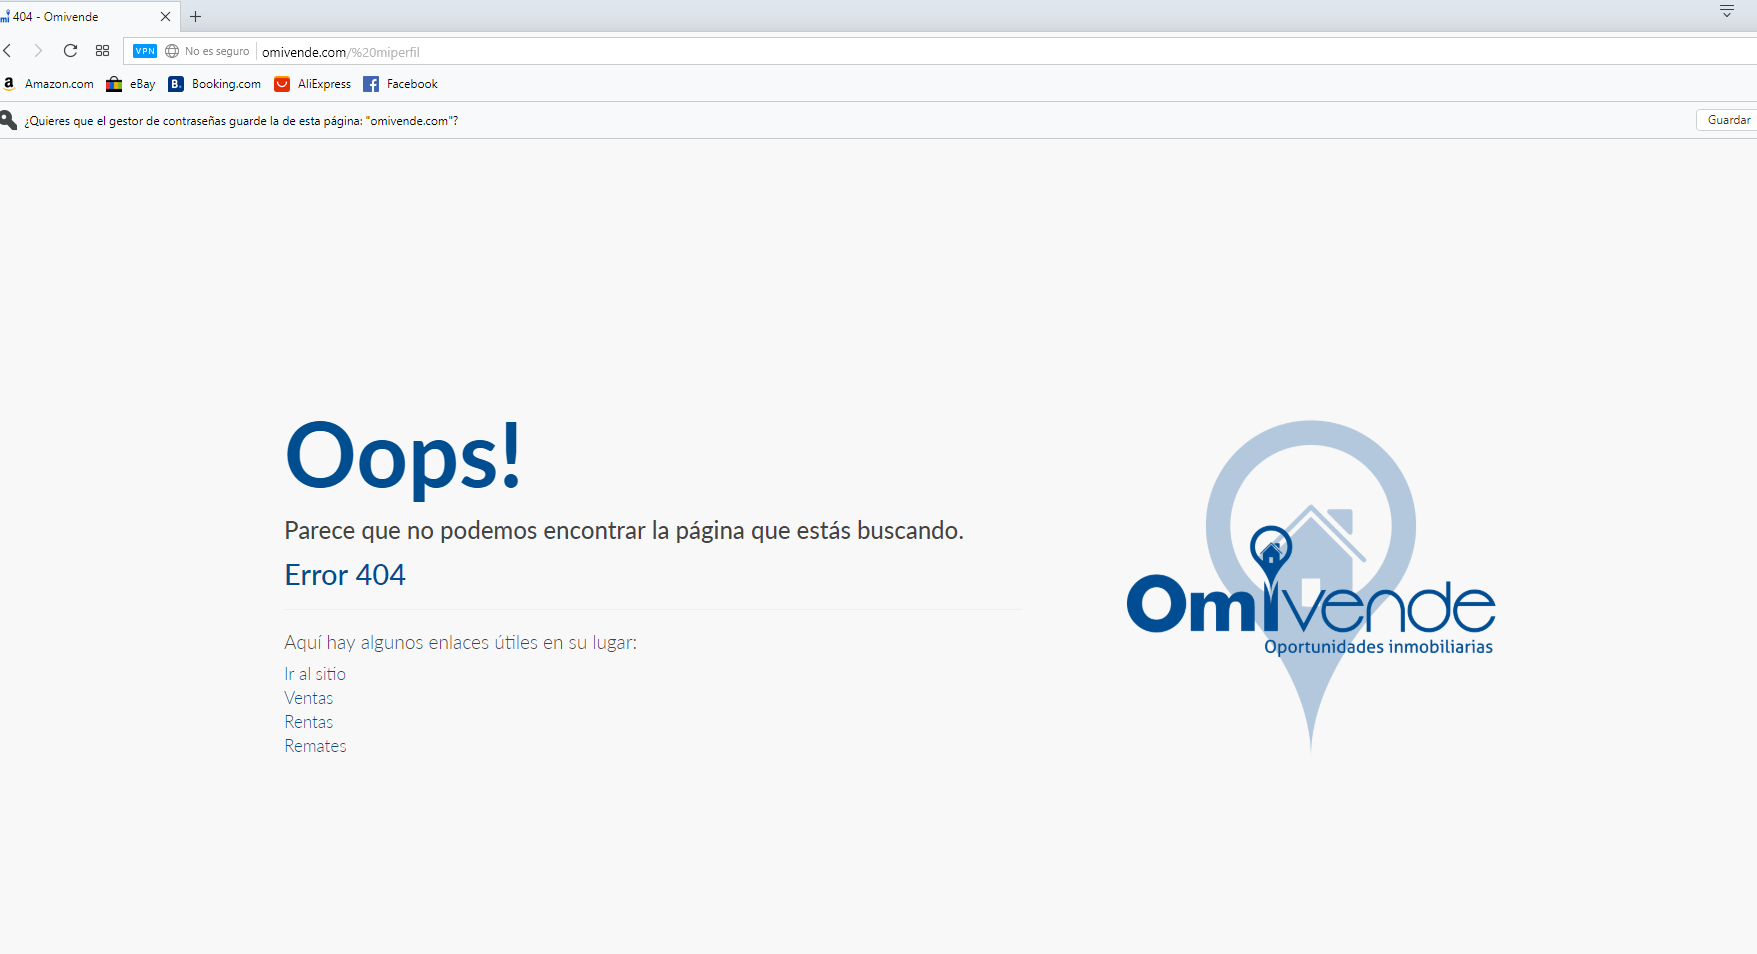 404 - Omivende
VPN No es seguro omivende.com/%20miperfil
a Amazon.com eBay B. Booking.com AliExpress f Facebook
¿Quieres que el gestor de contraseñas guarde la de esta página: "omivende.com"? Guardar
Oops!
Parece que no podemos encontrar la página que estás buscando.
Error 404
Aquí hay algunos enlaces útiles en su lugar:
Ir al sitio
Ventas
Rentas
Remates
Omivende
Oportunidades inmobiliarias